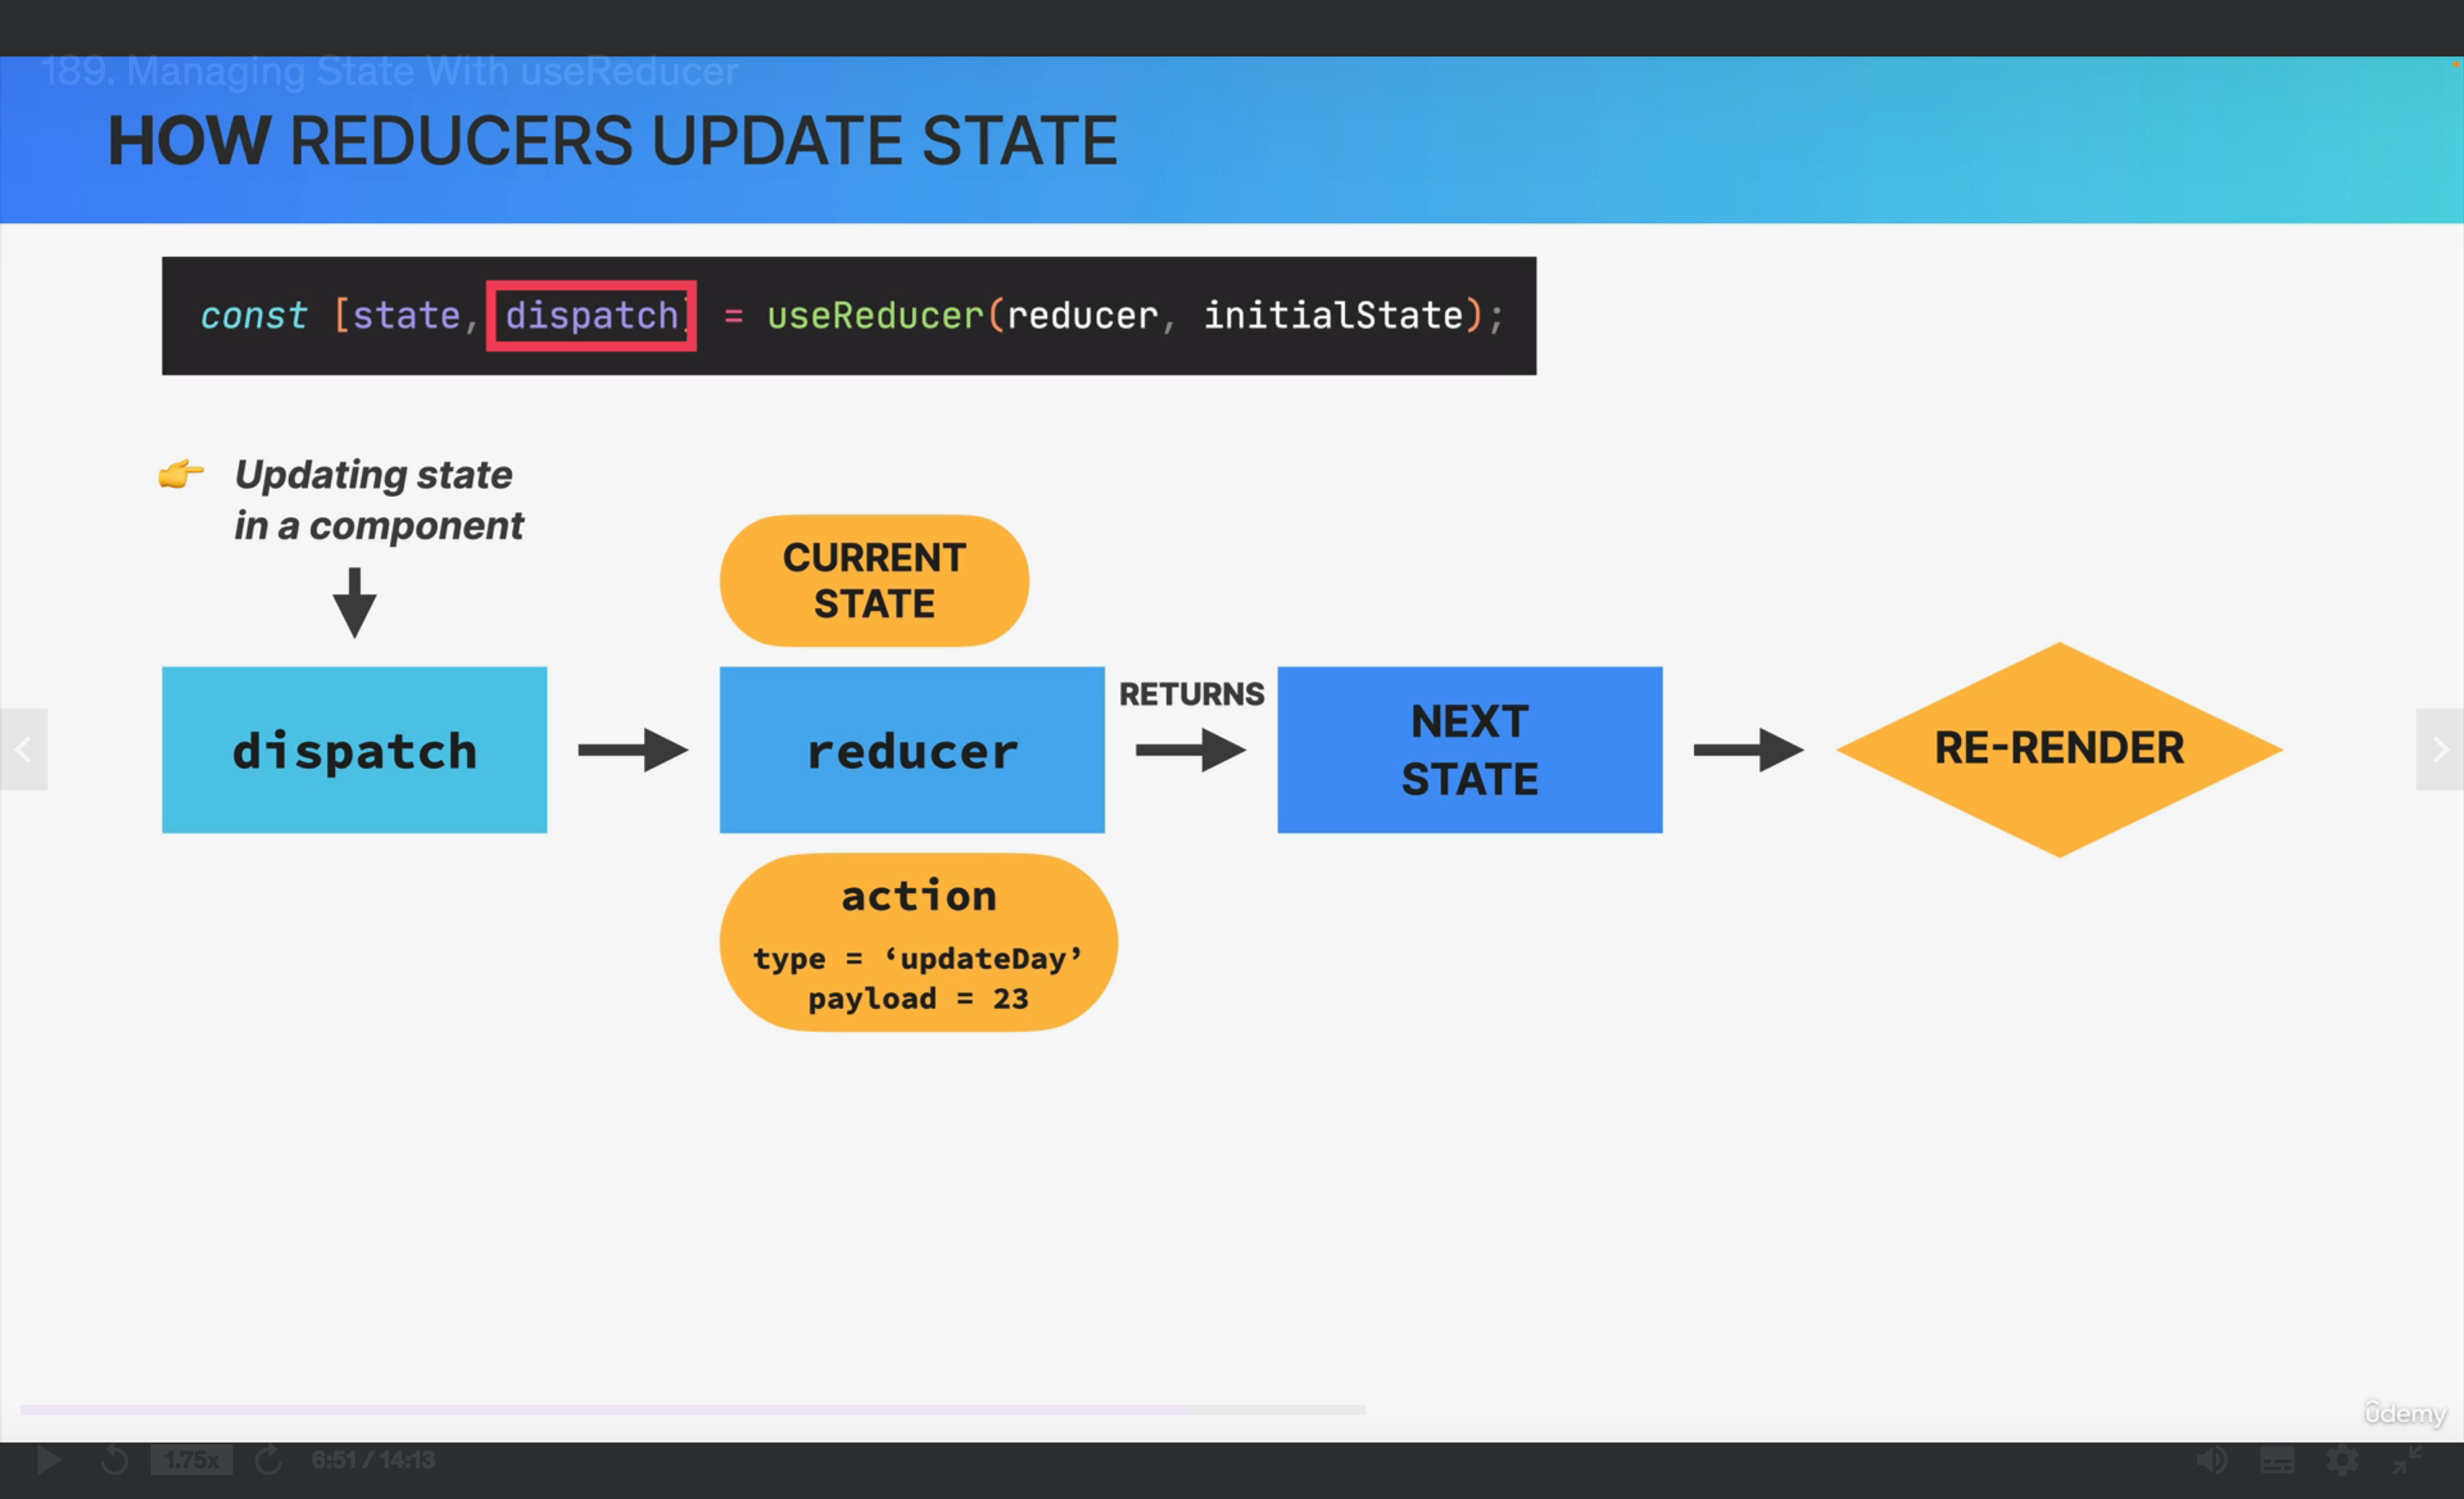 189. Managing State With useReducer
HOW REDUCERS UPDATE STATE
const [state, dispatch] = useReducer(reducer, initialState);
Updating state
in a component
CURRENT
STATE
dispatch
reducer
RETURNS
NEXT
STATE
RE-RENDER
action
type = ‘updateDay’
payload = 23
ûdemy
1.75x
6:51 / 14:13